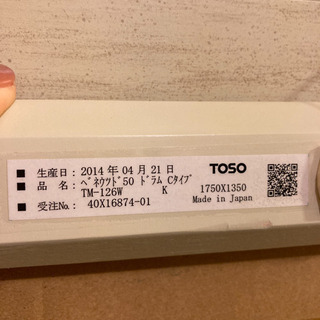 ■ 生産日：2014 年 04 月 21 日 TOSO
■ 品　名：ﾍﾞﾈｳｯﾄﾞ50 ﾄﾞﾗﾑ Cﾀｲﾌﾟ 1750X1350
TM-126W K Made in Japan
■ 受注No.： 40X16874-01